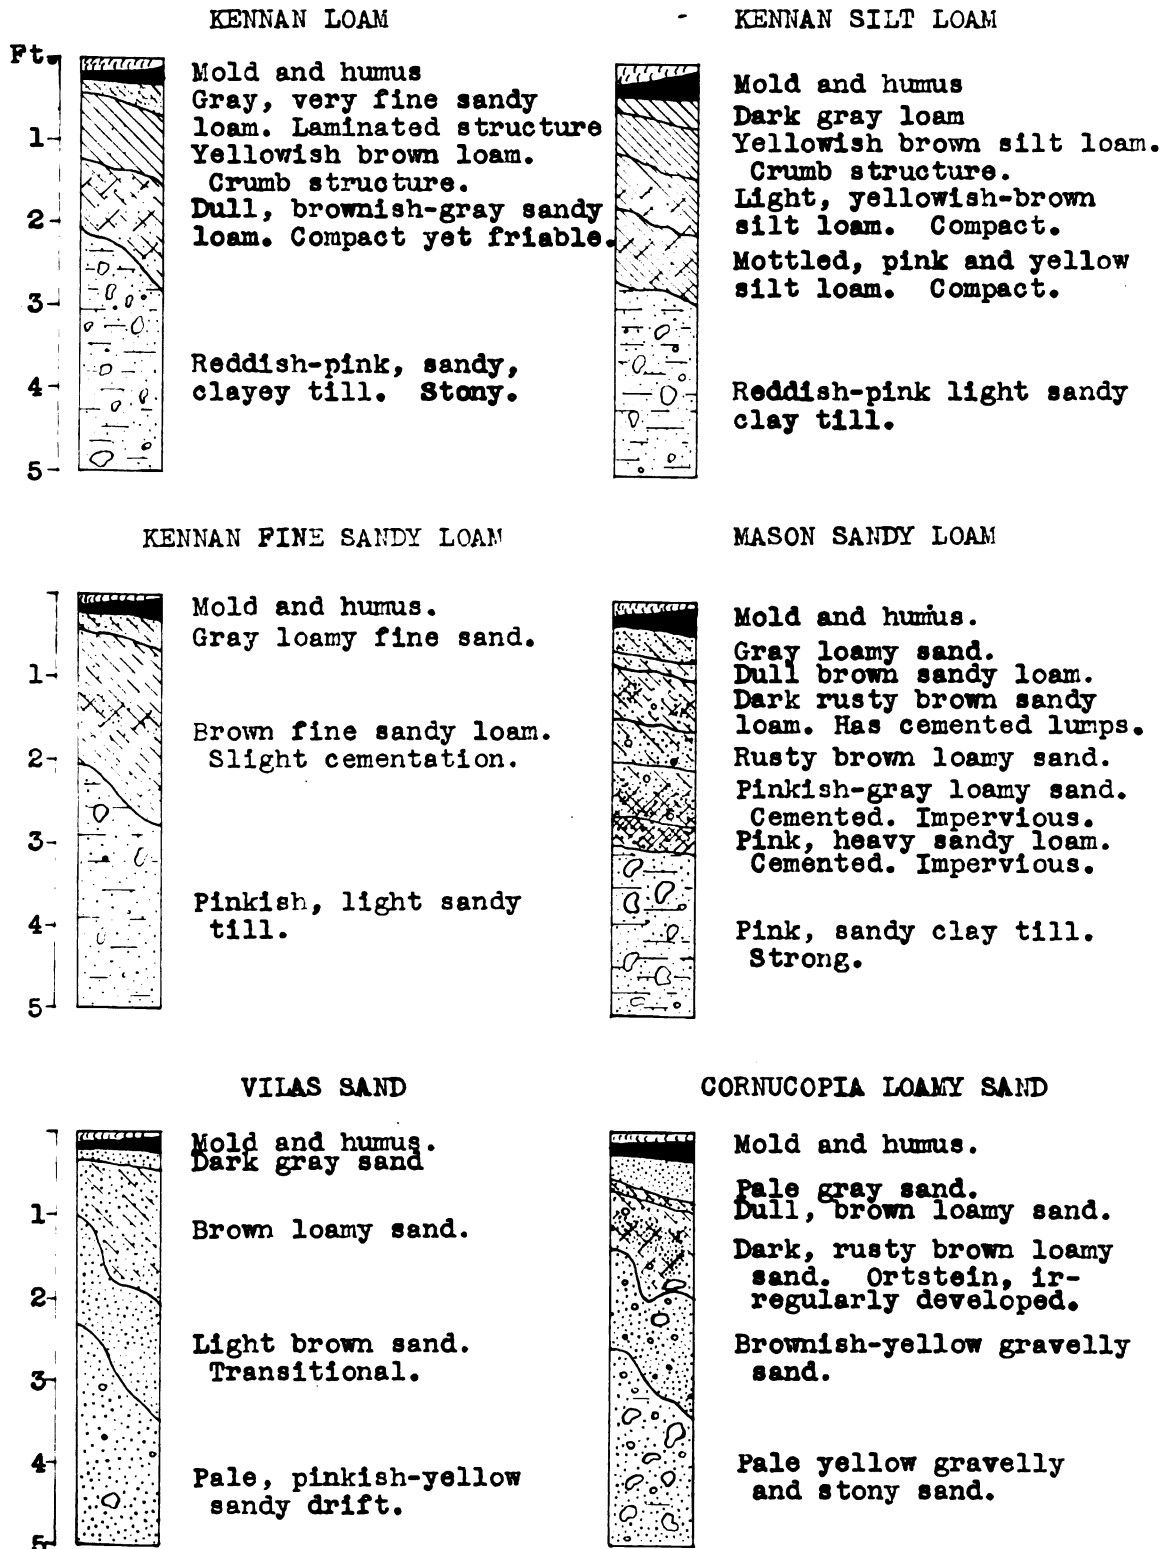 KENNAN LOAM
Ft.
1
2
3
4
5
Mold and humus
Gray, very fine sandy
loam. Laminated structure
Yellowish brown loam.
Crumb structure.
Dull, brownish-gray sandy
loam. Compact yet friable.
Reddish-pink, sandy,
clayey till. Stony.
KENNAN SILT LOAM
Mold and humus
Dark gray loam
Yellowish brown silt loam.
Crumb structure.
Light, yellowish-brown
silt loam. Compact.
Mottled, pink and yellow
silt loam. Compact.
Reddish-pink light sandy
clay till.
KENNAN FINE SANDY LOAM
1
2
3
4
5
Mold and humus.
Gray loamy fine sand.
Brown fine sandy loam.
Slight cementation.
Pinkish, light sandy
till.
MASON SANDY LOAM
Mold and humus.
Gray loamy sand.
Dull brown sandy loam.
Dark rusty brown sandy
loam. Has cemented lumps.
Rusty brown loamy sand.
Pinkish-gray loamy sand.
Cemented. Impervious.
Pink, heavy sandy loam.
Cemented. Impervious.
Pink, sandy clay till.
Strong.
VILAS SAND
1
2
3
4
5
Mold and humus.
Dark gray sand
Brown loamy sand.
Light brown sand.
Transitional.
Pale, pinkish-yellow
sandy drift.
CORNUCOPIA LOAMY SAND
Mold and humus.
Pale gray sand.
Dull, brown loamy sand.
Dark, rusty brown loamy
sand. Ortstein, ir-
regularly developed.
Brownish-yellow gravelly
sand.
Pale yellow gravelly
and stony sand.